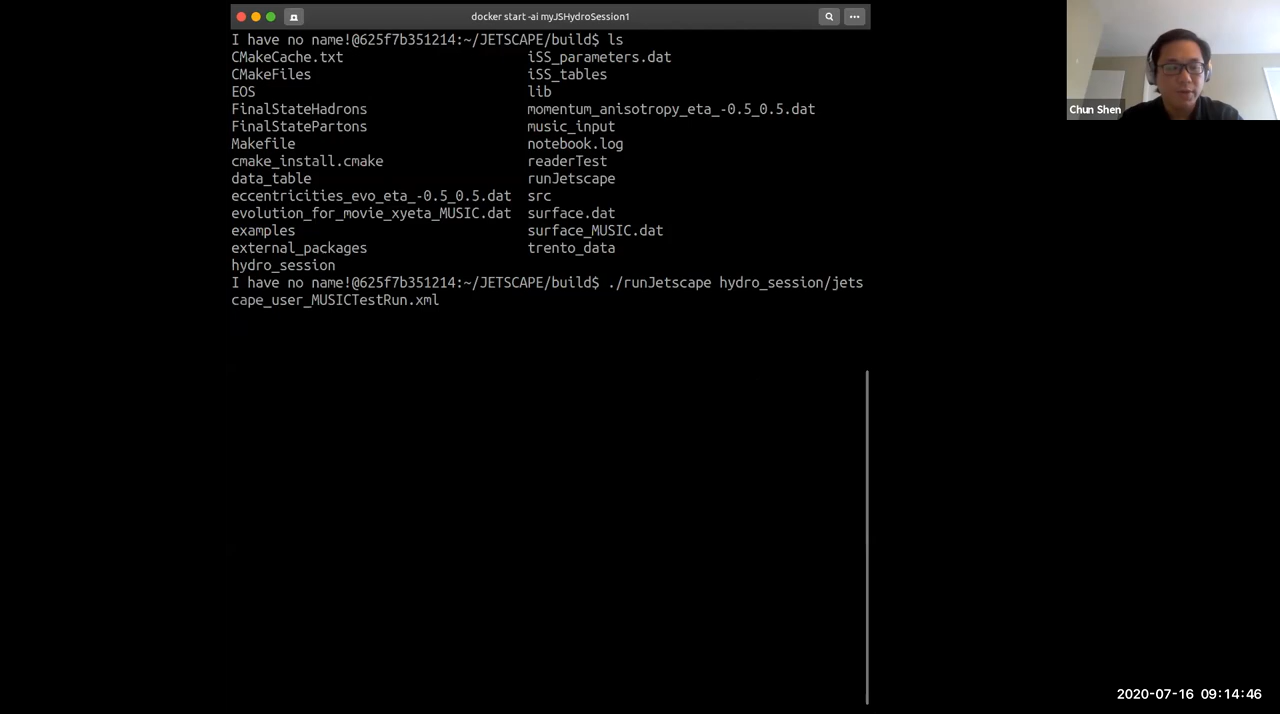 docker start -ai myJSHydroSession1
I have no name!@625f7b351214:~/JETSCAPE/build$ ls
CMakeCache.txt iSS_parameters.dat
CMakeFiles iSS_tables
EOS lib
FinalStateHadrons momentum_anisotropy_eta_-0.5_0.5.dat
FinalStatePartons music_input
Makefile notebook.log
cmake_install.cmake readerTest
data_table runJetscape
eccentricities_evo_eta_-0.5_0.5.dat src
evolution_for_movie_xyeta_MUSIC.dat surface.dat
examples surface_MUSIC.dat
external_packages trento_data
hydro_session
I have no name!@625f7b351214:~/JETSCAPE/build$ ./runJetscape hydro_session/jets
cape_user_MUSICTestRun.xml
Chun Shen
2020-07-16 09:14:46